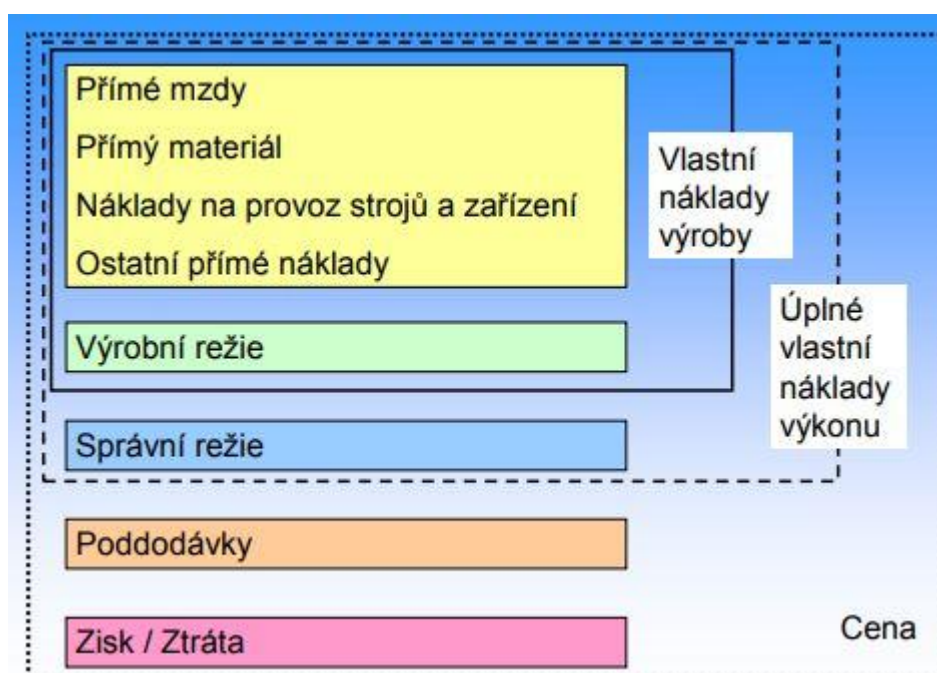 Přímé mzdy
Přímý materiál
Náklady na provoz strojů a zařízení
Ostatní přímé náklady
Vlastní
náklady
výroby
Výrobní režie
Úplné
vlastní
náklady
výkonu
Správní režie
Poddodávky
Zisk / Ztráta
Cena